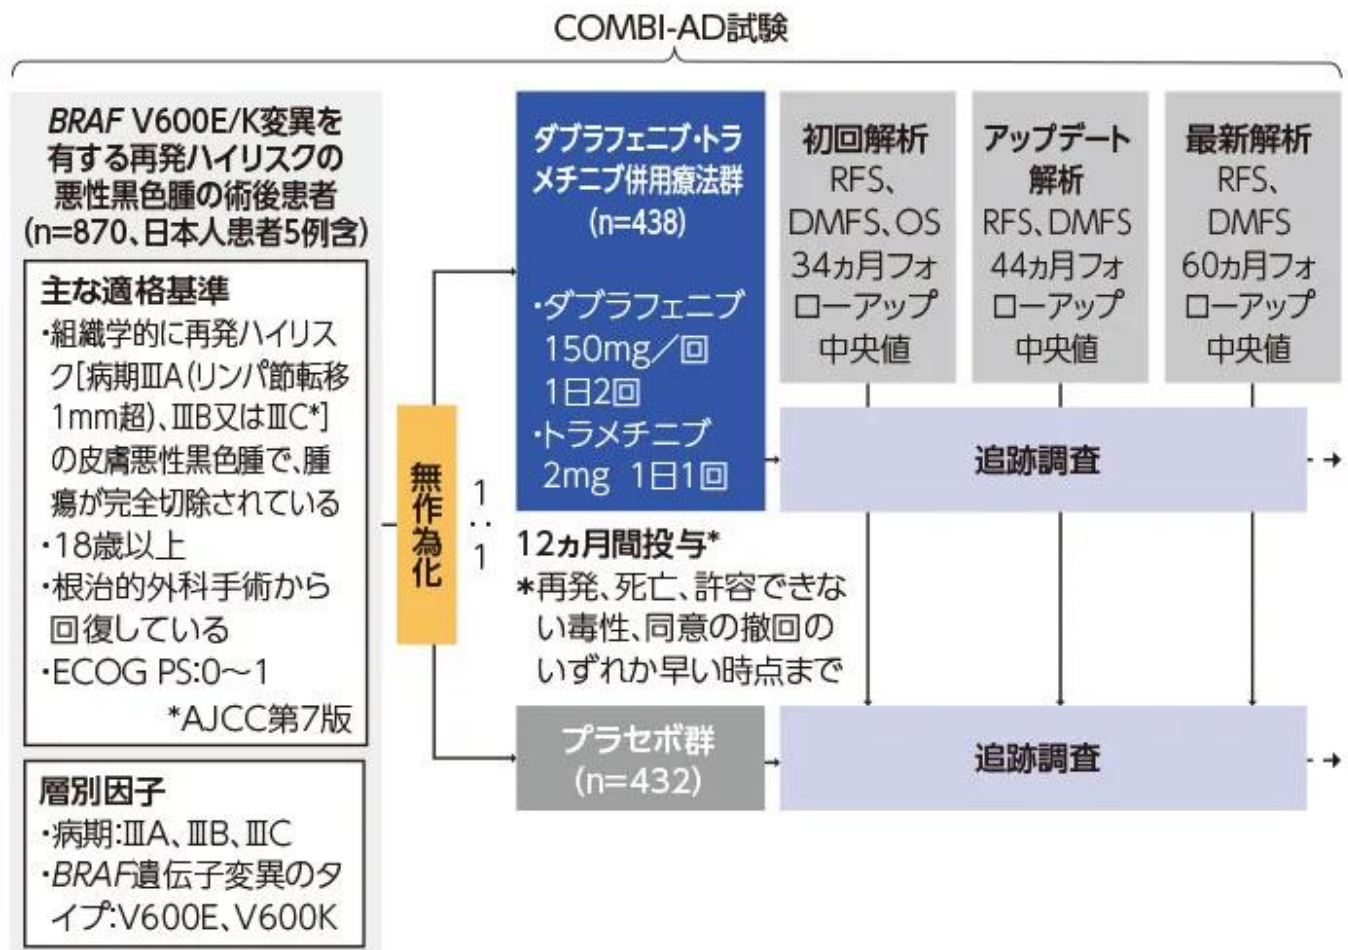 COMBI-AD試験
BRAF V600E/K変異を
有する再発ハイリスクの
悪性黒色腫の術後患者
(n=870、日本人患者5例含)
主な適格基準
・組織学的に再発ハイリス
ク[病期ⅢA(リンパ節転移
1mm超)、ⅢB又はⅢC*]
の皮膚悪性黒色腫で、腫
瘍が完全切除されている
・18歳以上
・根治的外科手術から
回復している
・ECOG PS:0～1
*AJCC第7版
層別因子
・病期:ⅢA、ⅢB、ⅢC
・BRAF遺伝子変異のタ
イプ:V600E、V600K
無作為化
1:1
ダブラフェニブ・トラ
メチニブ併用療法群
(n=438)
・ダブラフェニブ
150mg／回
1日2回
・トラメチニブ
2mg 1日1回
12ヵ月間投与*
*再発、死亡、許容できな
い毒性、同意の撤回の
いずれか早い時点まで
プラセボ群
(n=432)
初回解析
RFS、
DMFS、OS
34ヵ月フォ
ローアップ
中央値
アップデート
解析
RFS、DMFS
44ヵ月フォ
ローアップ
中央値
最新解析
RFS、
DMFS
60ヵ月フォ
ローアップ
中央値
追跡調査
追跡調査